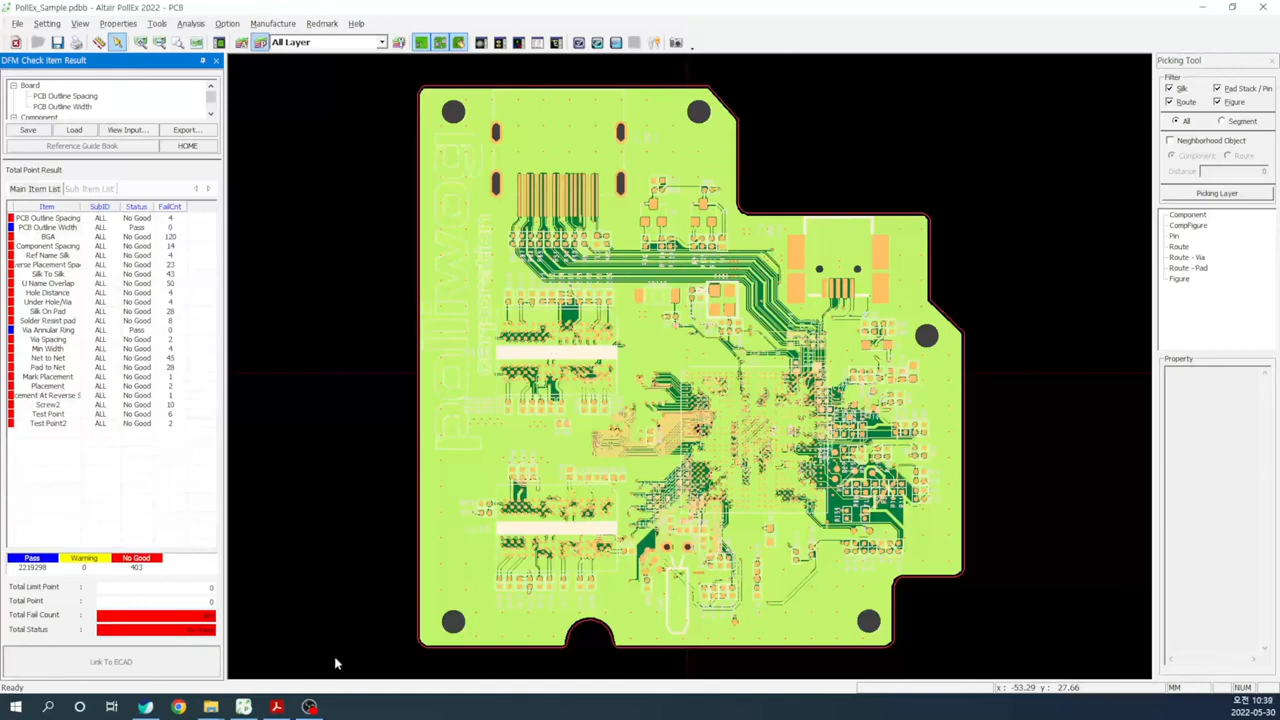 PollEx_Sample.pdbb - Altair PollEx 2022 - PCB
File Setting View Properties Tools Analysis Option Manufacture Redmark Help
All Layer
DFM Check Item Result
Board
PCB Outline Spacing
PCB Outline Width
Component
Save Load View Input... Export...
Reference Guide Book HOME
Total Point Result
Main Item List Sub Item List
Item SubID Status FailCnt
PCB Outline Spacing ALL No Good 4
PCB Outline Width ALL Pass 0
BGA ALL No Good 120
Component Spacing ALL No Good 14
Ref Name Silk ALL No Good 4
erse Placement Spa ALL No Good 23
Silk To Silk ALL No Good 43
U Name Overlap ALL No Good 50
Hole Distance ALL No Good 4
Under Hole/Via ALL No Good 4
Silk On Pad ALL No Good 28
Solder Resist pad ALL No Good 8
Via Annular Ring ALL Pass 0
Via Spacing ALL No Good 2
Min Width ALL No Good 4
Net to Net ALL No Good 45
Pad to Net ALL No Good 28
Mark Placement ALL No Good 1
Placement ALL No Good 2
cement At Reverse S ALL No Good 1
Screw2 ALL No Good 10
Test Point ALL No Good 6
Test Point2 ALL No Good 2
Pass Warning No Good
2219298 0 403
Total Limit Point : 0
Total Point : 0
Total Fail Count :
Total Status :
Link To ECAD
Ready
Picking Tool
Filter
Silk Pad Stack / Pin
Route Figure
All Segment
Neighborhood Object
Component Route
Distance 0
Picking Layer
Component
CompFigure
Pin
Route
Route - Via
Route - Pad
Figure
Property
x : -53.29 y : 27.66 MM NUM
오전 10:39
2022-05-30